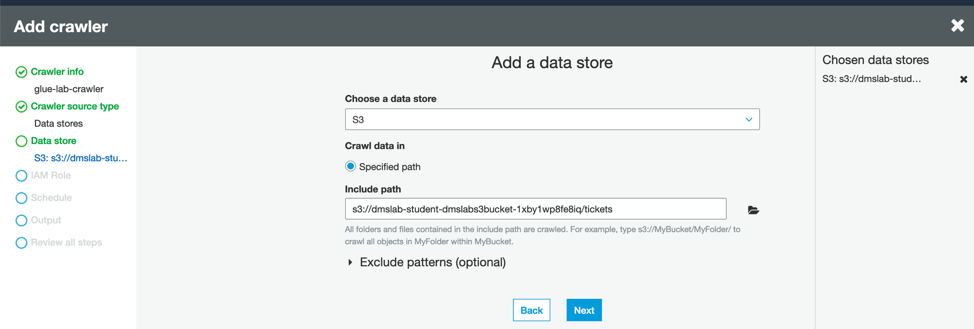 Add crawler
Crawler info
glue-lab-crawler
Crawler source type
Data stores
Data store
S3: s3://dmslab-stu...
IAM Role
Schedule
Output
Review all steps
Add a data store
Choose a data store
S3
Crawl data in
Specified path
Include path
s3://dmslab-student-dmslabs3bucket-1xby1wp8fe8iq/tickets
All folders and files contained in the include path are crawled. For example, type s3://MyBucket/MyFolder/ to
crawl all objects in MyFolder within MyBucket.
Exclude patterns (optional)
Back
Next
Chosen data stores
S3: s3://dmslab-stud...